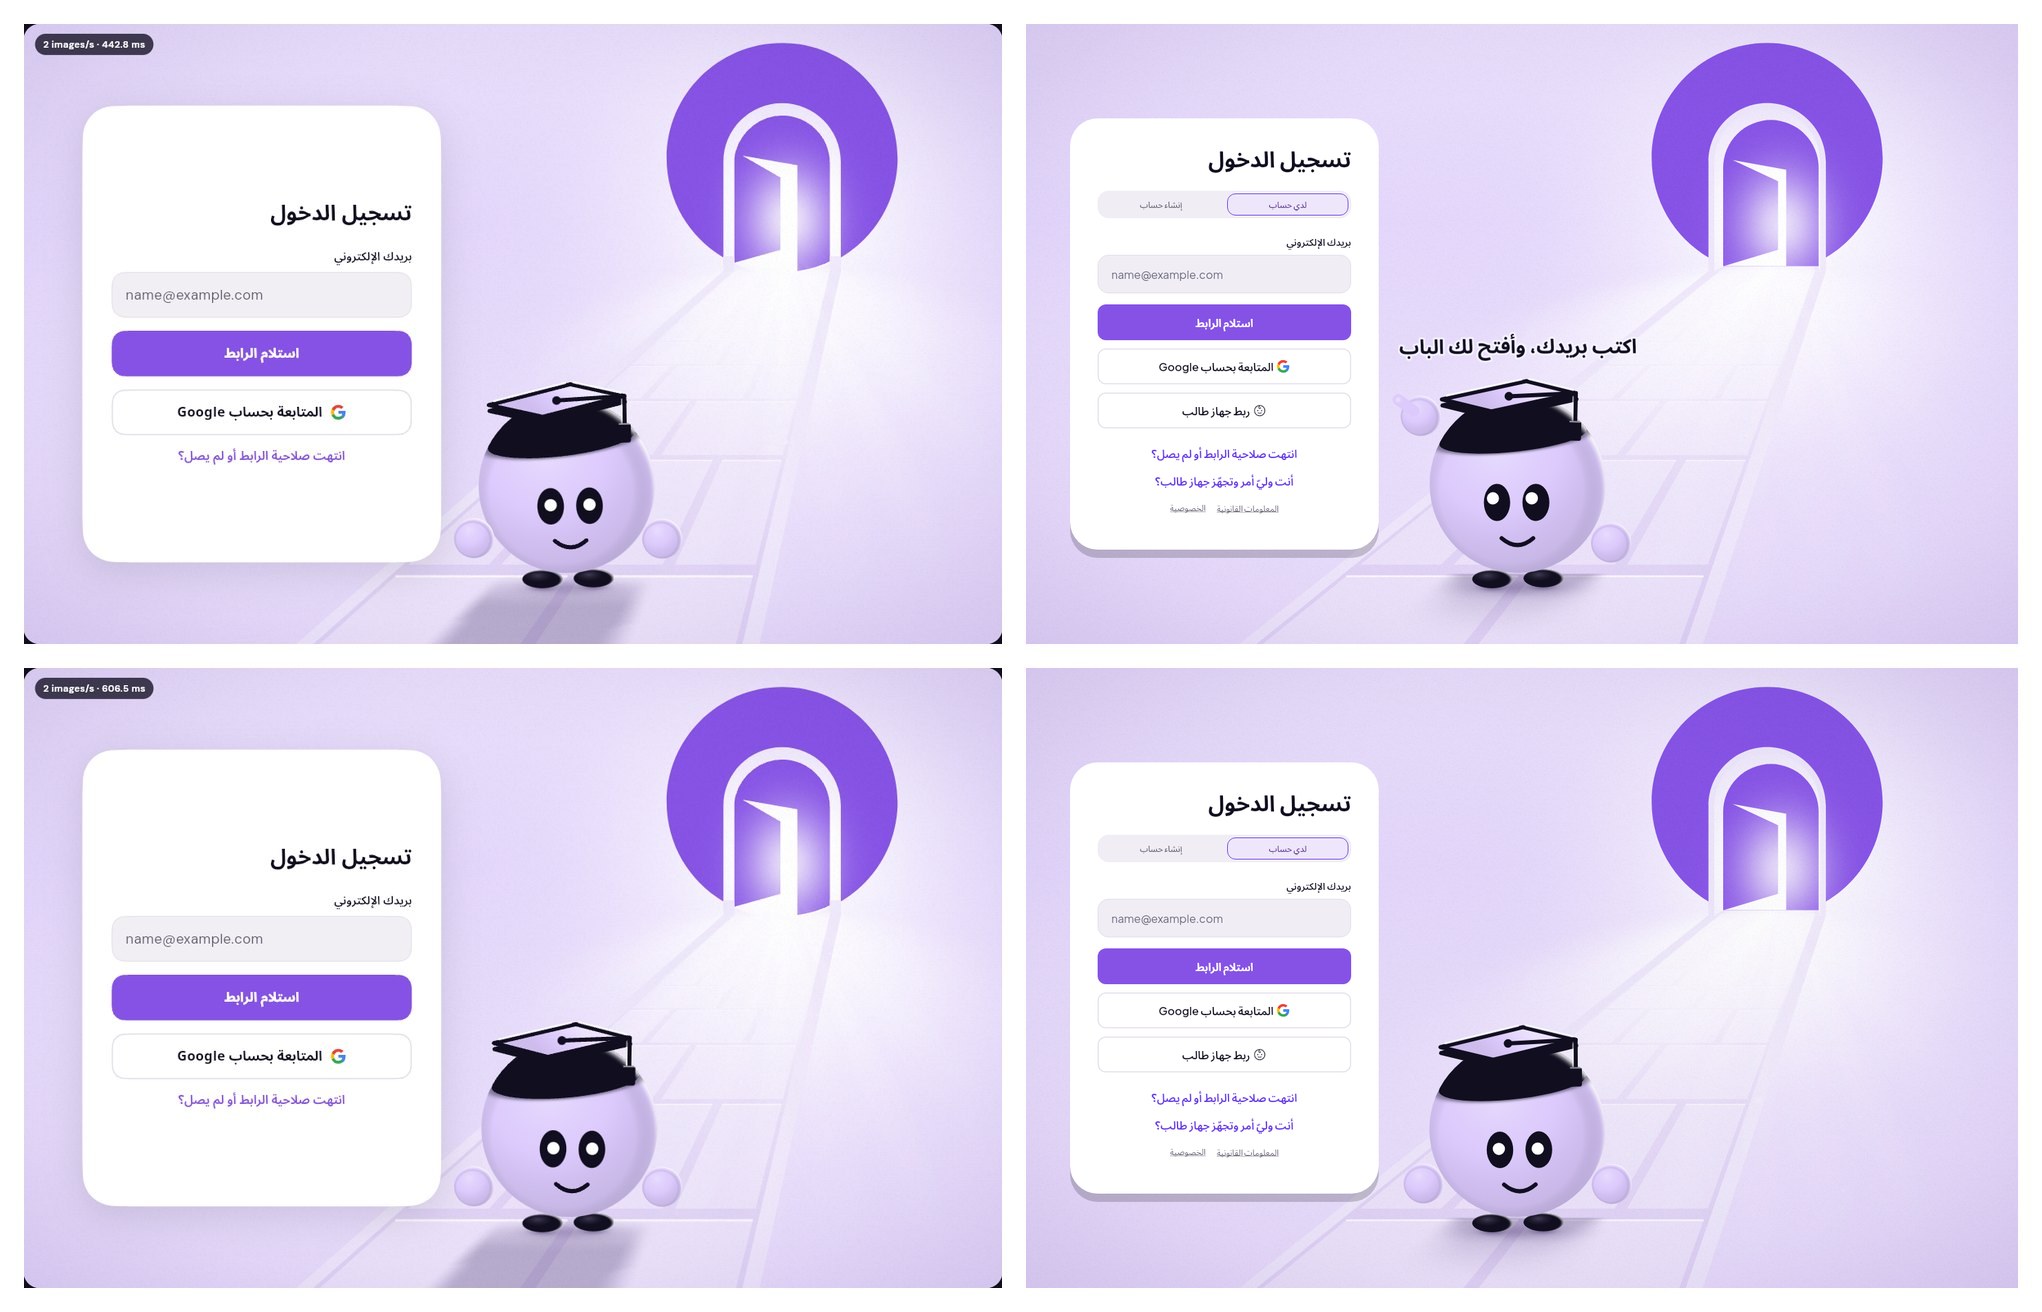 2 images/s · 442.8 ms
تسجيل الدخول
بريدك الإلكتروني
name@example.com
استلام الرابط
المتابعة بحساب Google
انتهت صلاحية الرابط أو لم يصل؟
تسجيل الدخول
لدي حساب
إنشاء حساب
بريدك الإلكتروني
name@example.com
استلام الرابط
المتابعة بحساب Google
ربط جهاز طالب
انتهت صلاحية الرابط أو لم يصل؟
أنت وليّ أمر وتجهّز جهاز طالب؟
المعلومات القانونية
الخصوصية
اكتب بريدك، وأفتح لك الباب
2 images/s · 606.5 ms
تسجيل الدخول
بريدك الإلكتروني
name@example.com
استلام الرابط
المتابعة بحساب Google
انتهت صلاحية الرابط أو لم يصل؟
تسجيل الدخول
لدي حساب
إنشاء حساب
بريدك الإلكتروني
name@example.com
استلام الرابط
المتابعة بحساب Google
ربط جهاز طالب
انتهت صلاحية الرابط أو لم يصل؟
أنت وليّ أمر وتجهّز جهاز طالب؟
المعلومات القانونية
الخصوصية